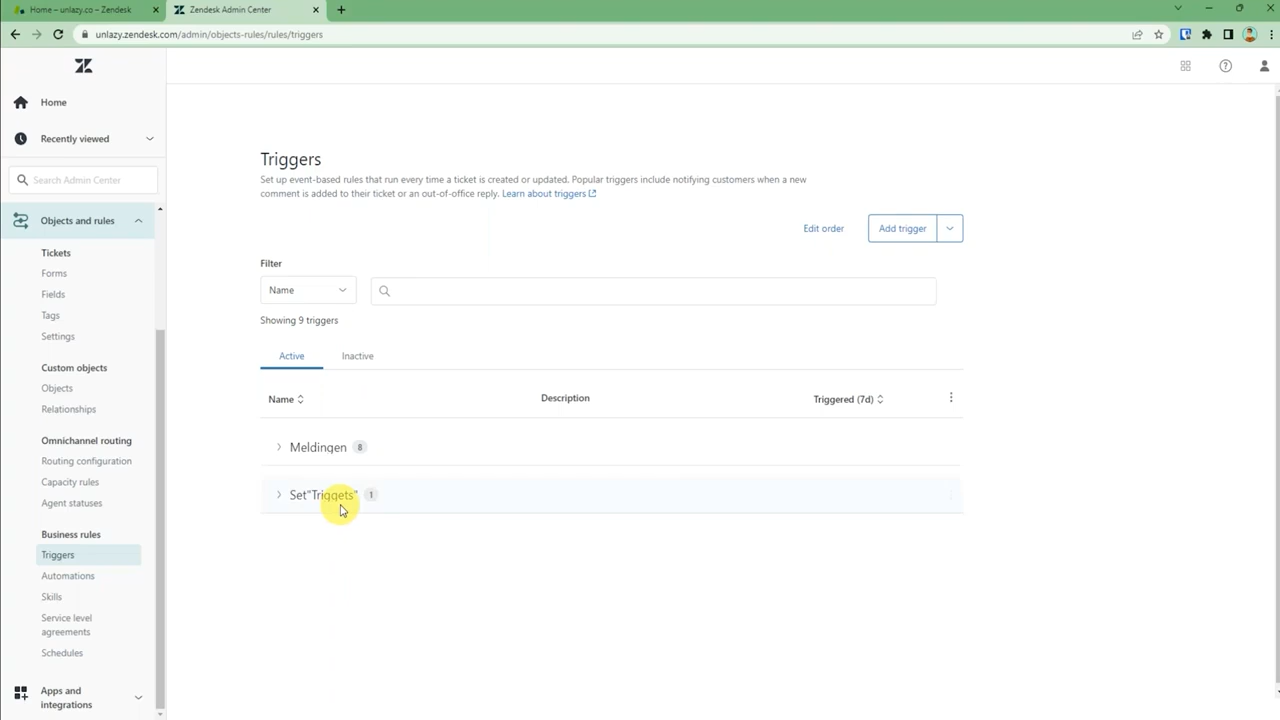 Home – unlazy.co – Zendesk
Zendesk Admin Center
unlazy.zendesk.com/admin/objects-rules/rules/triggers
Home
Recently viewed
Search Admin Center
Objects and rules
Tickets
Forms
Fields
Tags
Settings
Custom objects
Objects
Relationships
Omnichannel routing
Routing configuration
Capacity rules
Agent statuses
Business rules
Triggers
Automations
Skills
Service level
agreements
Schedules
Apps and
integrations
Triggers
Set up event-based rules that run every time a ticket is created or updated. Popular triggers include notifying customers when a new
comment is added to their ticket or an out-of-office reply. Learn about triggers
Edit order
Add trigger
Filter
Name
Showing 9 triggers
Active
Inactive
Name
Description
Triggered (7d)
Meldingen 8
Set"Triggets" 1